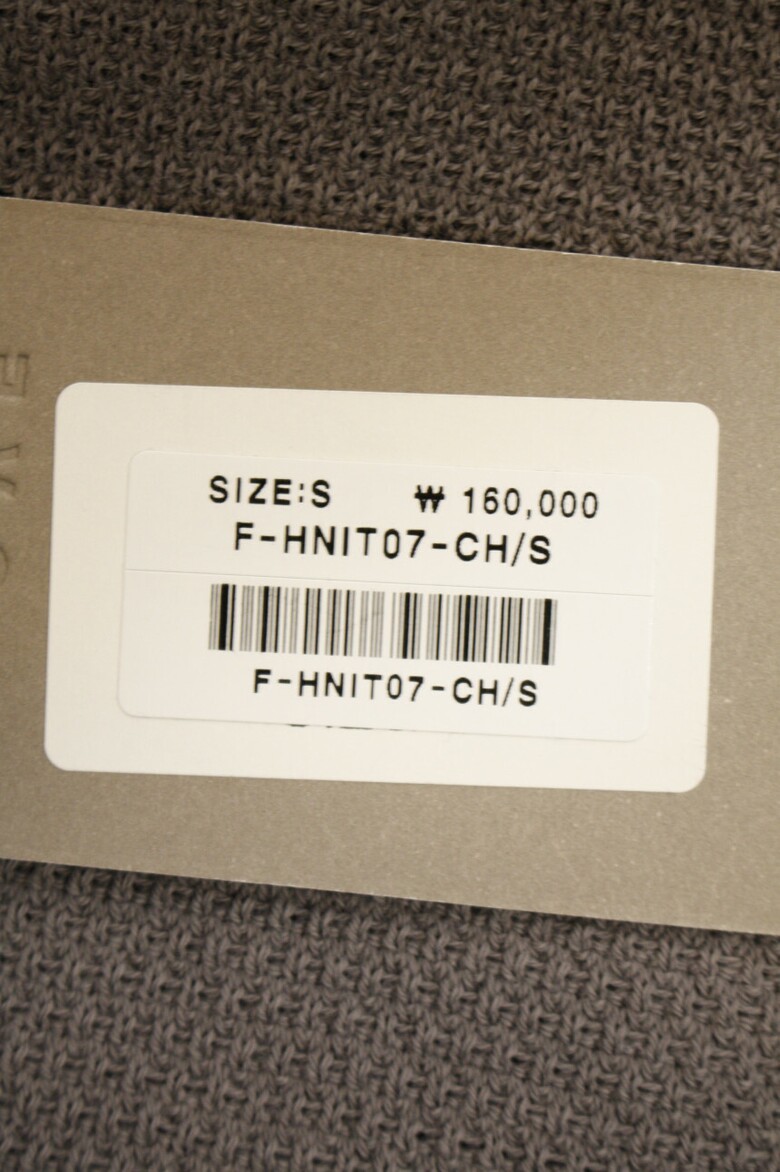 SIZE:S ₩ 160,000
F-HNIT07-CH/S
F-HNIT07-CH/S